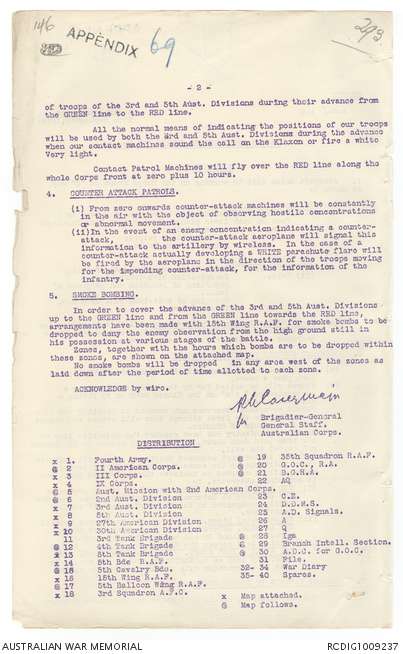 146
APPENDIX 69
293
- 2 -
of troops of the 3rd and 5th Aust. Divisions during their advance from
the GREEN line to the RED line.
All the normal means of indicating the positions of our troops
will be used by both the 3rd and 5th Aust. Divisions during the advance
when our contact machines sound the call on the Klaxon or fire a white
Very light.
Contact Patrol Machines will fly over the RED line along the
whole Corps front at zero plus 10 hours.
4. COUNTER ATTACK PATROLS.
(i) From zero onwards counter-attack machines will be constantly
in the air with the object of observing hostile concentrations
or abnormal movement.
(ii)In the event of an enemy concentration indicating a counter-
attack, the counter-attack aeroplane will signal this
information to the artillery by wireless. In the case of a
counter-attack actually developing a WHITE parachute flare will
be fired by the aeroplane in the direction of the troops moving
for the impending counter-attack, for the information of the
infantry.
5. SMOKE BOMBING.
In order to cover the advance of the 3rd and 5th Aust. Divisions
up to the GREEN line and from the GREEN line towards the RED line,
arrangements have been made with 15th Wing R.A.F. for smoke bombs to be
dropped to deny the enemy observation from the high ground still in
his possession at various stages of the battle.
Zones, together with the hours which bombs are to be dropped within
these zones, are shown on the attached map.
No smoke bombs will be dropped in any area west of the zones as
laid down after the period of time allotted to each zone.
ACKNOWLEDGE by wire.
for Brigadier-General
General Staff,
Australian Corps.
DISTRIBUTION
x 1. Fourth Army.
@ 2 II American Corps.
x 3 III Corps.
x 4 IX Corps.
@ 5 Aust. Mission with 2nd American Corps.
@ 6 2nd Aust. Division
x 7 3rd Aust. Division
x 8 5th Aust. Division
x 9 27th American Division
x 10 30th American Division
11 3rd Tank Brigade
@ 12 4th Tank Brigade
x 13 5th Tank Brigade
x 14 5th Bde R.A.F.
@ 15 5th Cavalry Bde.
x 16 15th Wing R.A.F.
@ 17 5th Balloon Wing R.A.F.
x 18 3rd Squadron A.F.C.
@ 19 35th Squadron R.A.F.
@ 20 G.O.C., R.A.
@ 21 B.G.H.A.
22 AQ
23 C.E.
24 D.D.M.S.
25 A.D. Signals.
26 A
27 Q
@ 28 Iga
@ 29 Branch Intell. Section.
@ 30 A.D.C. for G.O.C.
31 File.
32- 34 War Diary
35- 40 Spares.
x Map attached.
@ Map follows.
AUSTRALIAN WAR MEMORIAL
RCDIG1009237